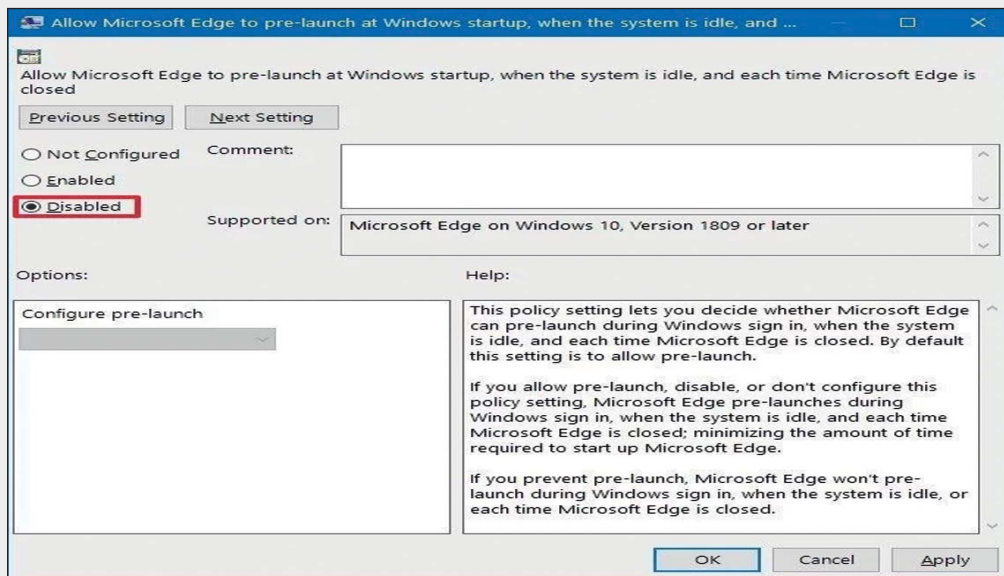 Allow Microsoft Edge to pre-launch at Windows startup, when the system is idle, and ...
Allow Microsoft Edge to pre-launch at Windows startup, when the system is idle, and each time Microsoft Edge is
closed
Previous Setting
Next Setting
Not Configured
Comment:
Enabled
Disabled
Supported on:
Microsoft Edge on Windows 10, Version 1809 or later
Options:
Help:
Configure pre-launch
This policy setting lets you decide whether Microsoft Edge
can pre-launch during Windows sign in, when the system
is idle, and each time Microsoft Edge is closed. By default
this setting is to allow pre-launch.
If you allow pre-launch, disable, or don't configure this
policy setting, Microsoft Edge pre-launches during
Windows sign in, when the system is idle, and each time
Microsoft Edge is closed; minimizing the amount of time
required to start up Microsoft Edge.
If you prevent pre-launch, Microsoft Edge won't pre-
launch during Windows sign in, when the system is idle, or
each time Microsoft Edge is closed.
OK
Cancel
Apply